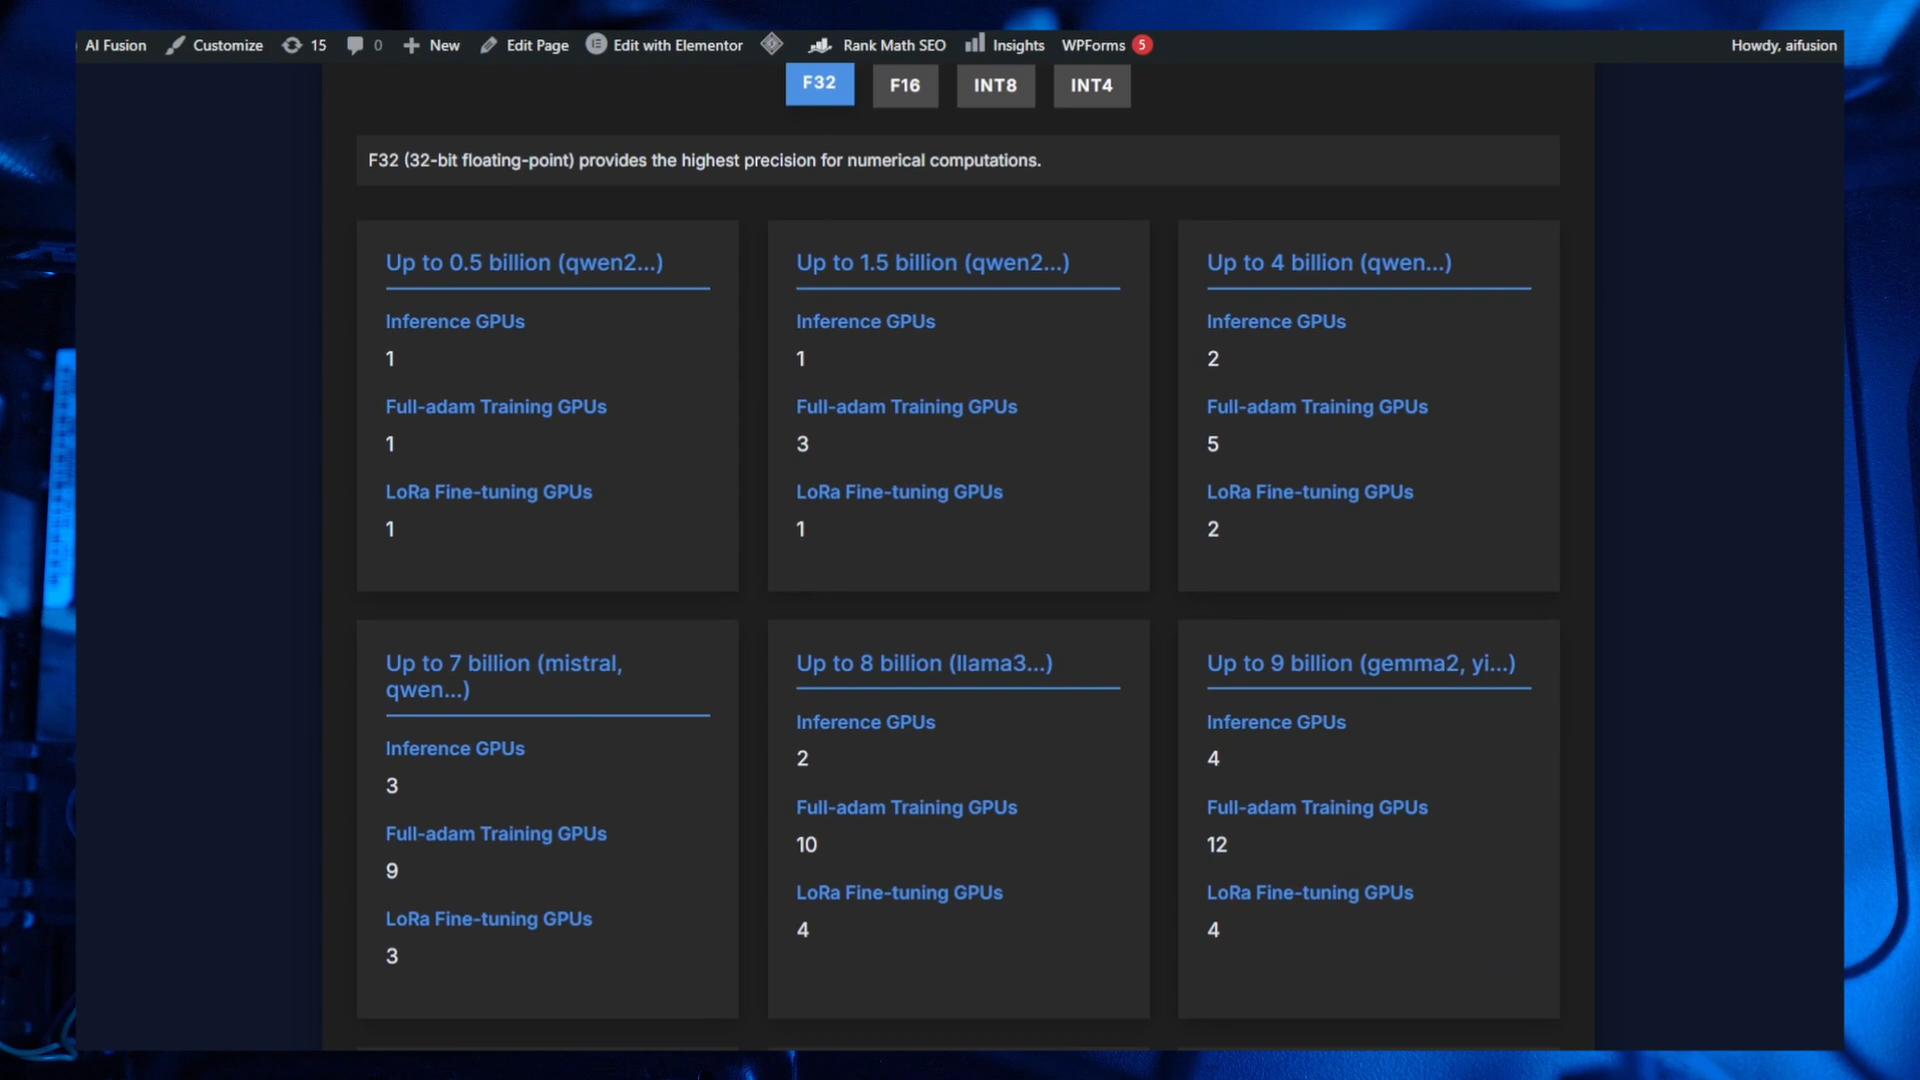 AI Fusion Customize 15 0 New Edit Page Edit with Elementor Rank Math SEO Insights WPForms 5 Howdy, aifusion
F32 F16 INT8 INT4
F32 (32-bit floating-point) provides the highest precision for numerical computations.
Up to 0.5 billion (qwen2...)
Inference GPUs
1
Full-adam Training GPUs
1
LoRa Fine-tuning GPUs
1
Up to 1.5 billion (qwen2...)
Inference GPUs
1
Full-adam Training GPUs
3
LoRa Fine-tuning GPUs
1
Up to 4 billion (qwen...)
Inference GPUs
2
Full-adam Training GPUs
5
LoRa Fine-tuning GPUs
2
Up to 7 billion (mistral,
qwen...)
Inference GPUs
3
Full-adam Training GPUs
9
LoRa Fine-tuning GPUs
3
Up to 8 billion (llama3...)
Inference GPUs
2
Full-adam Training GPUs
10
LoRa Fine-tuning GPUs
4
Up to 9 billion (gemma2, yi...)
Inference GPUs
4
Full-adam Training GPUs
12
LoRa Fine-tuning GPUs
4